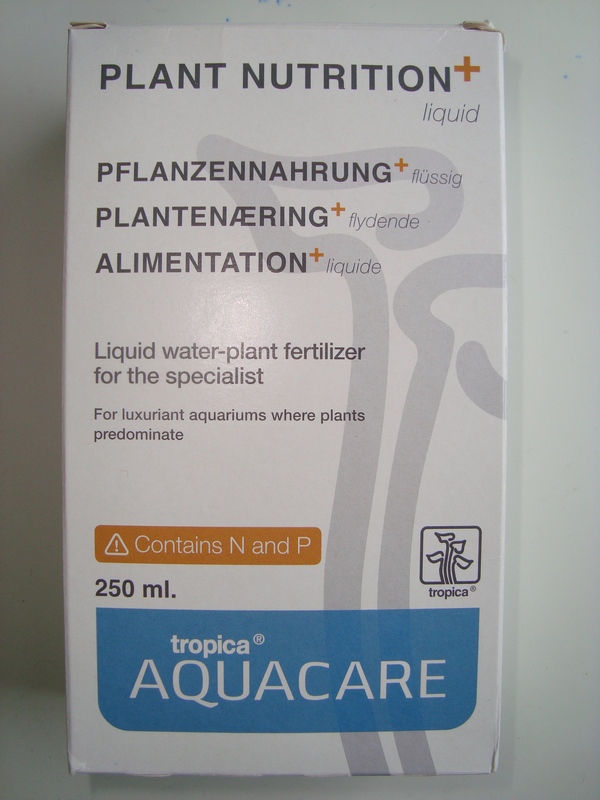 PLANT NUTRITION+
liquid
PFLANZENNAHRUNG+ flüssig
PLANTENÆRING+ flydende
ALIMENTATION+ liquide
Liquid water-plant fertilizer
for the specialist
For luxuriant aquariums where plants
predominate
Contains N and P
250 ml.
tropica®
tropica®
AQUACARE